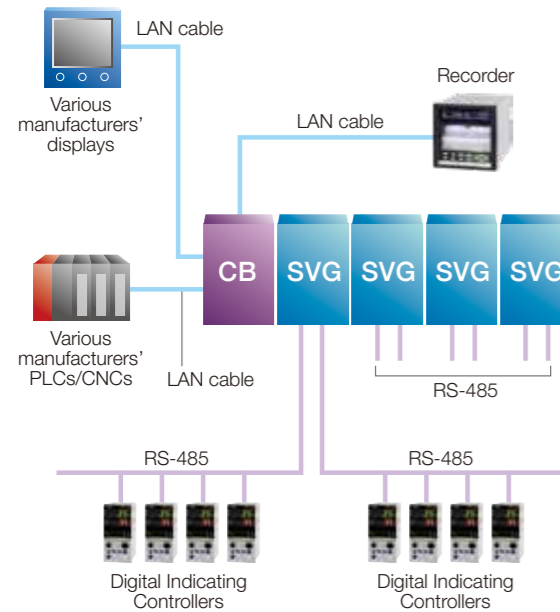 LAN cable
Various
manufacturers’
displays
Recorder
LAN cable
CB
SVG
SVG
SVG
SVG
Various
manufacturers’
PLCs/CNCs
LAN cable
RS-485
RS-485
RS-485
Digital Indicating
Controllers
Digital Indicating
Controllers